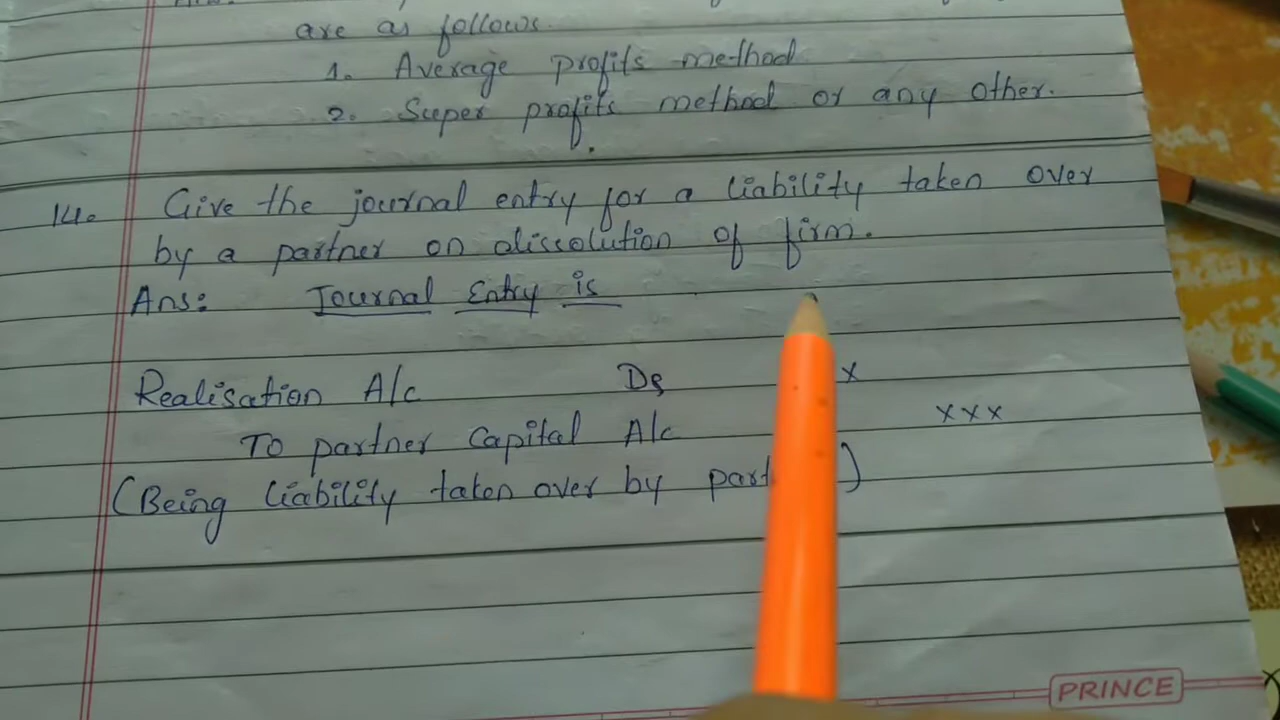 are as follows.
1. Average profits method
2. Super profits method or any other.
14. Give the journal entry for a liability taken over
by a partner on dissolution of firm.
Ans: Journal Entry is
Realisation A/c Dr x
To partner Capital A/c xxx
(Being liability taken over by part )
PRINCE